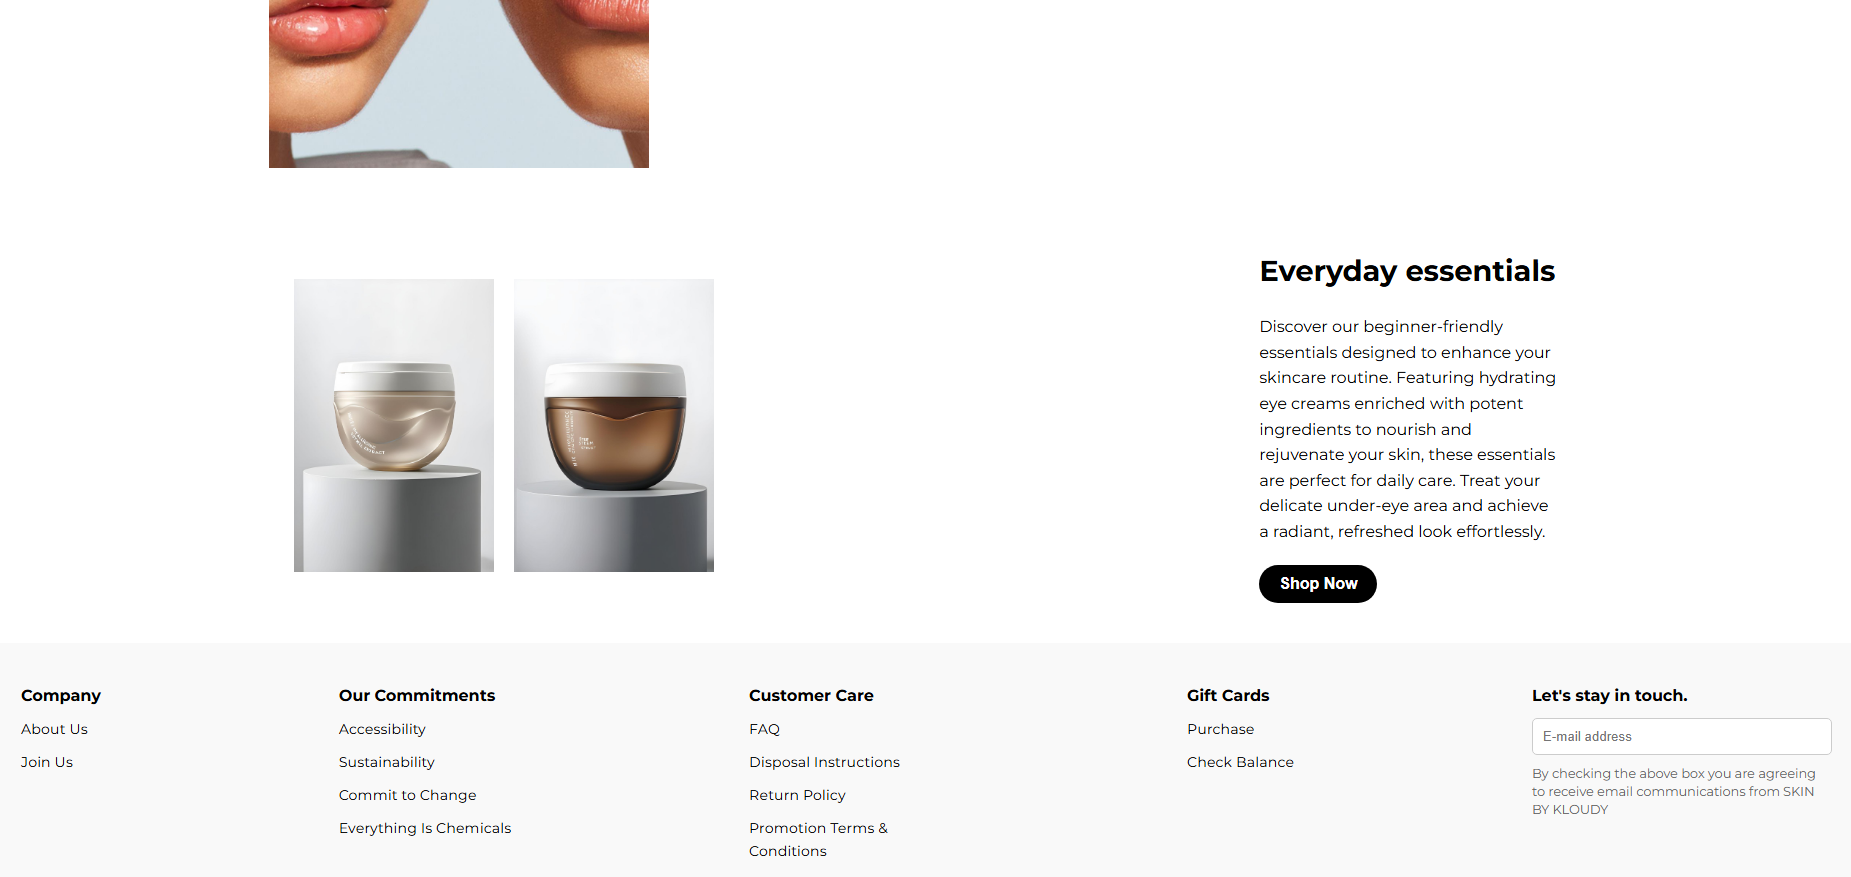 Everyday essentials
Discover our beginner-friendly
essentials designed to enhance your
skincare routine. Featuring hydrating
eye creams enriched with potent
ingredients to nourish and
rejuvenate your skin, these essentials
are perfect for daily care. Treat your
delicate under-eye area and achieve
a radiant, refreshed look effortlessly.
Shop Now
Company
About Us
Join Us
Our Commitments
Accessibility
Sustainability
Commit to Change
Everything Is Chemicals
Customer Care
FAQ
Disposal Instructions
Return Policy
Promotion Terms &
Conditions
Gift Cards
Purchase
Check Balance
Let's stay in touch.
E-mail address
By checking the above box you are agreeing
to receive email communications from SKIN
BY KLOUDY